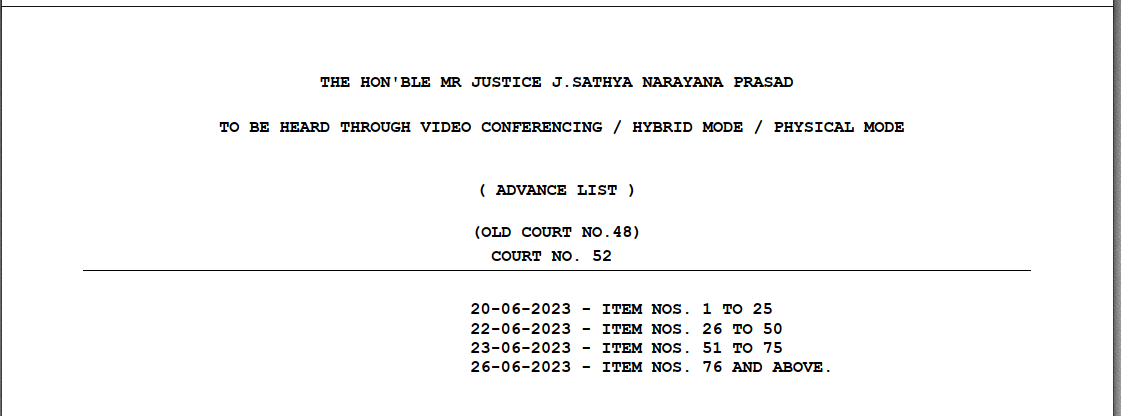 THE HON'BLE MR JUSTICE J.SATHYA NARAYANA PRASAD
TO BE HEARD THROUGH VIDEO CONFERENCING / HYBRID MODE / PHYSICAL MODE
( ADVANCE LIST )
(OLD COURT NO.48)
COURT NO. 52
20-06-2023 - ITEM NOS. 1 TO 25
22-06-2023 - ITEM NOS. 26 TO 50
23-06-2023 - ITEM NOS. 51 TO 75
26-06-2023 - ITEM NOS. 76 AND ABOVE.